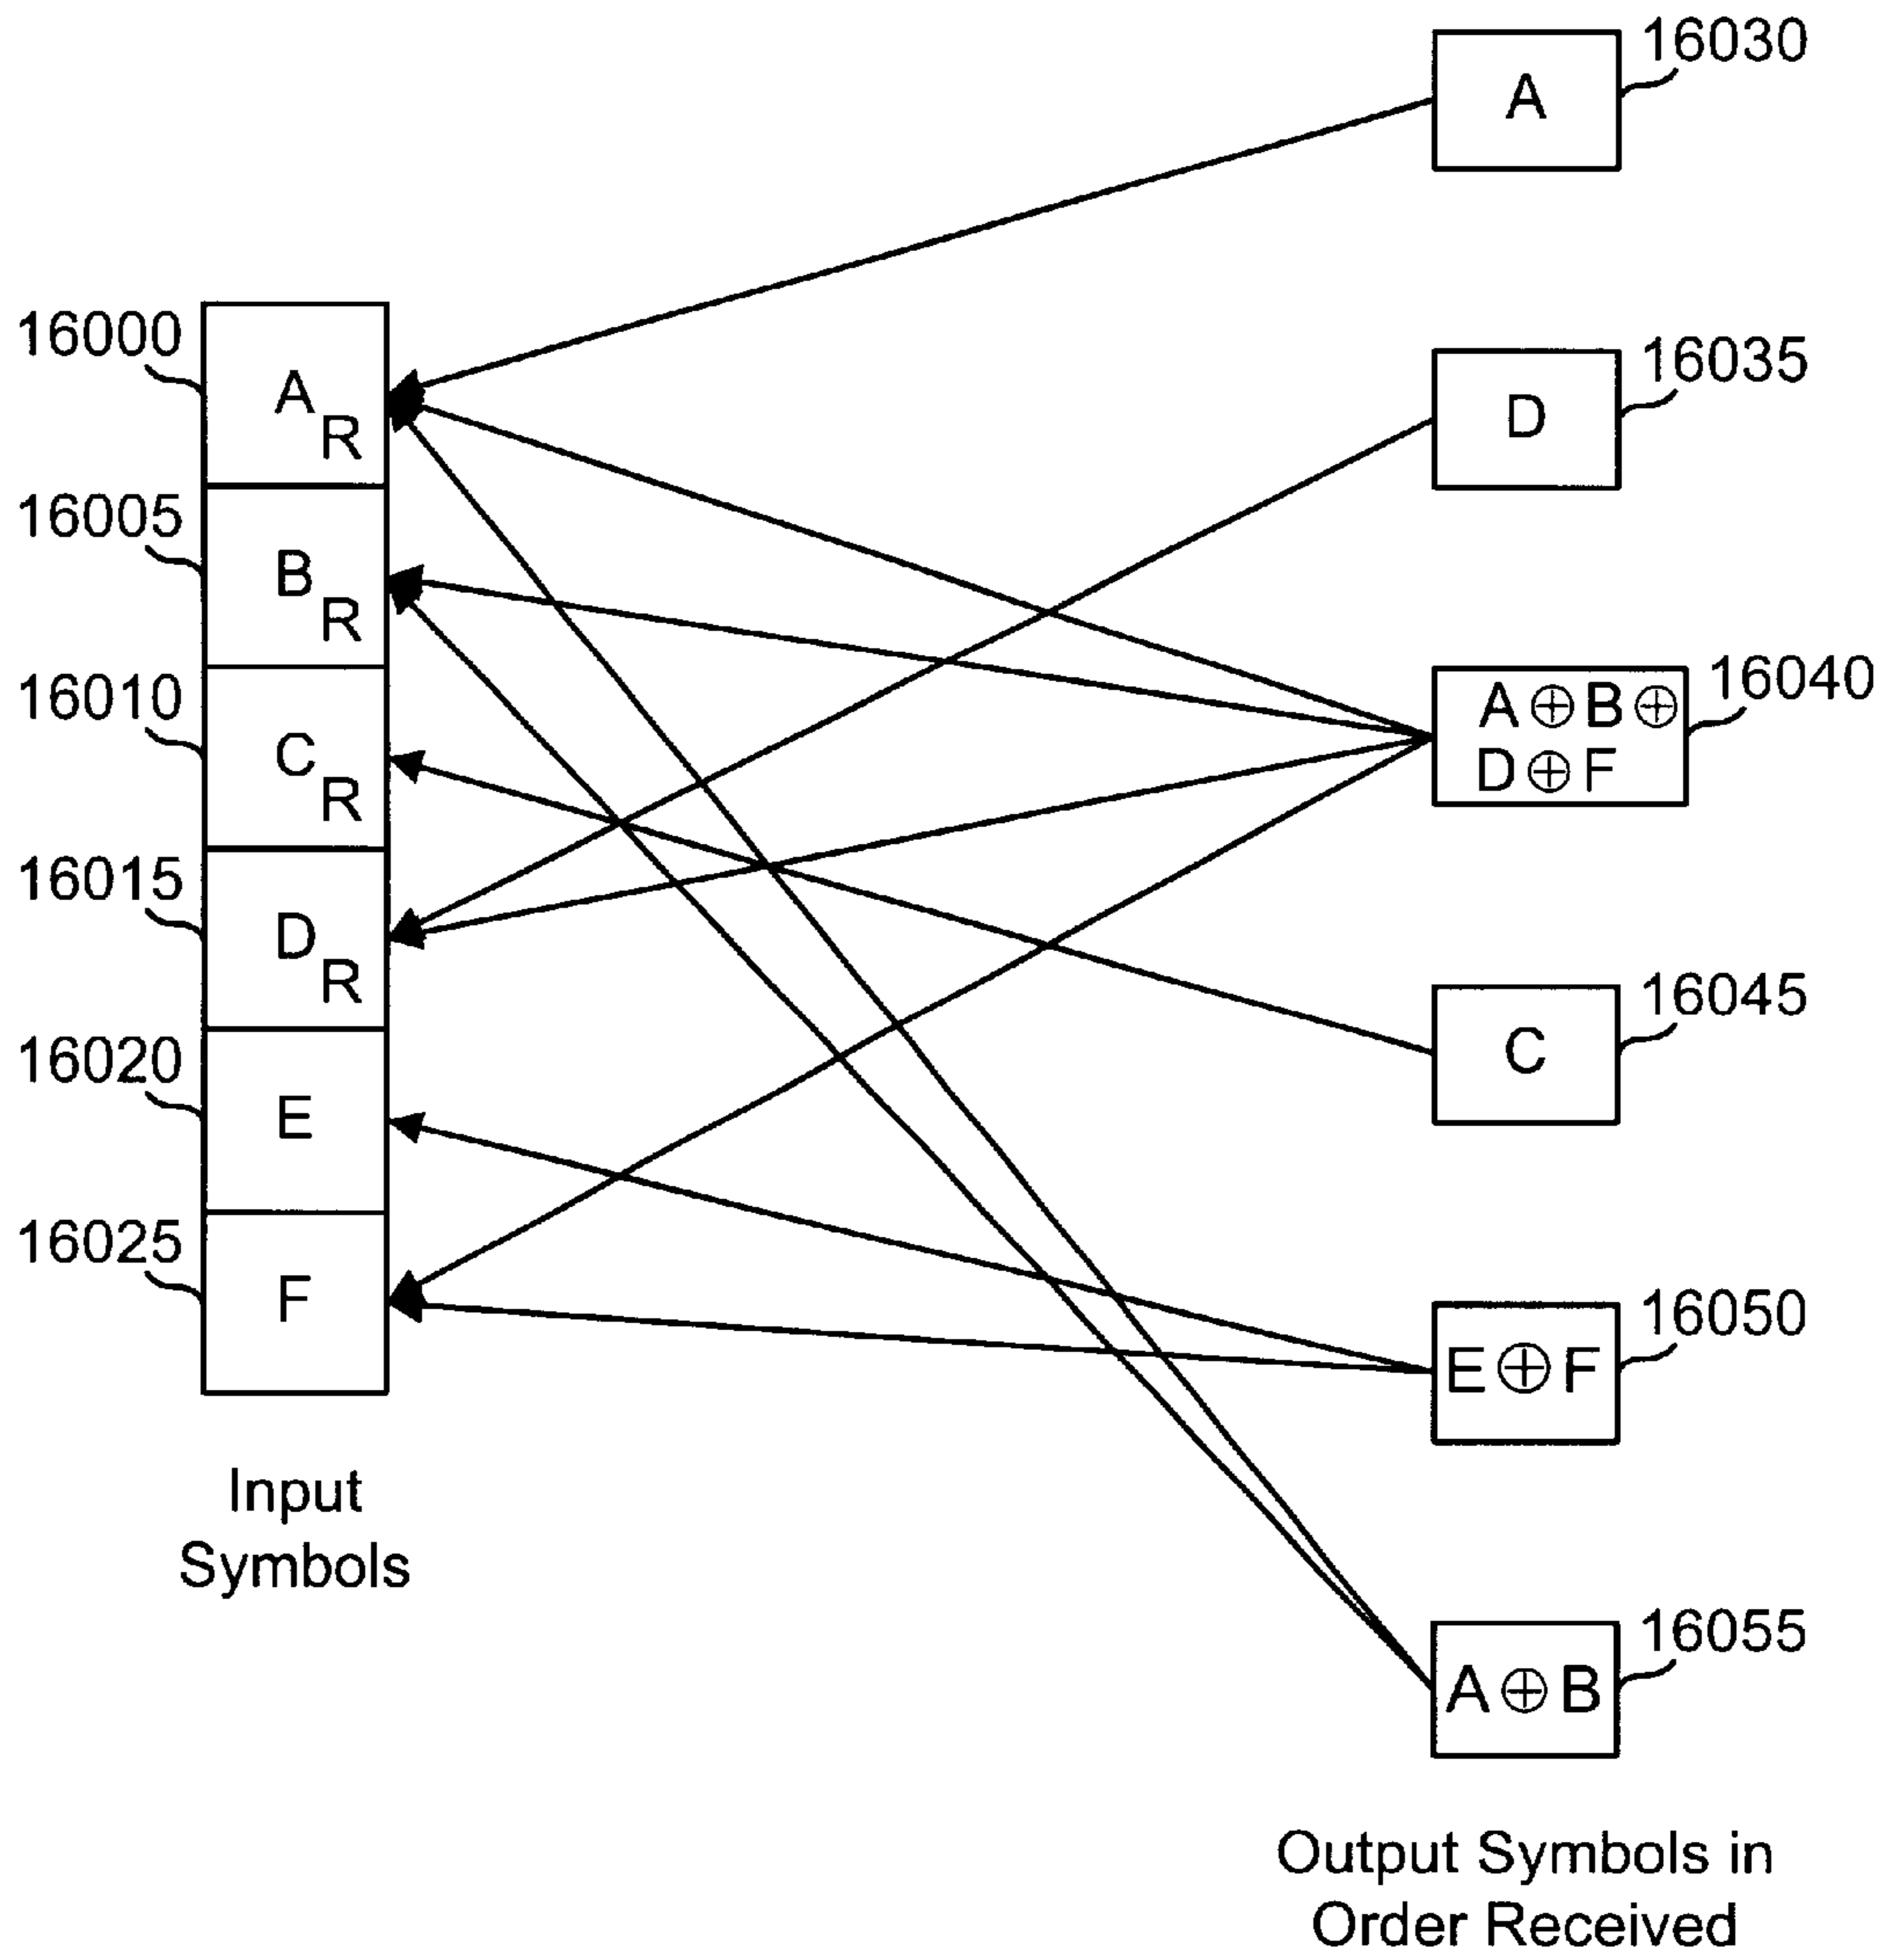 16000
A
R
16005
B
R
16010
C
R
16015
D
R
16020
E
16025
F
Input
Symbols
A
16030
D
16035
A ⊕ B ⊕
D ⊕ F
16040
C
16045
E ⊕ F
16050
A ⊕ B
16055
Output Symbols in
Order Received